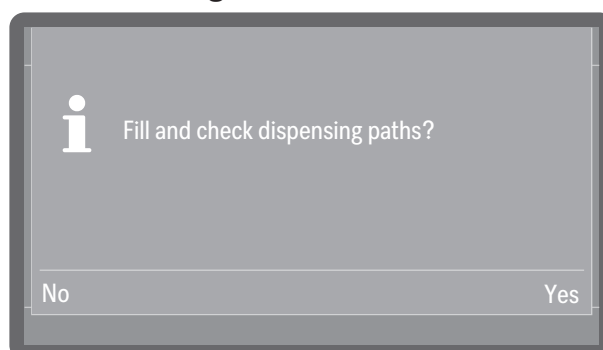 Fill and check dispensing paths?
No Yes